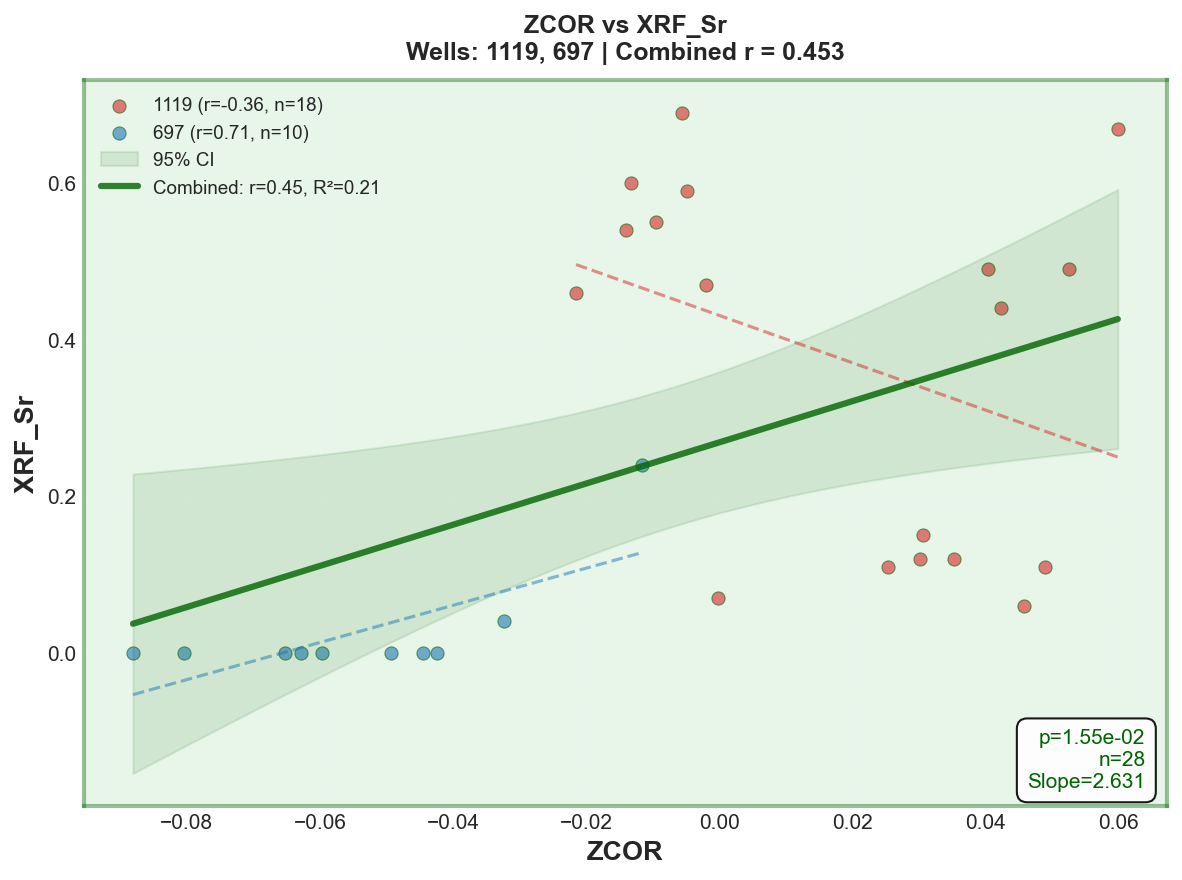 ZCOR vs XRF_Sr
Wells: 1119, 697 | Combined r = 0.453
1119 (r=-0.36, n=18)
697 (r=0.71, n=10)
95% CI
Combined: r=0.45, R²=0.21
XRF_Sr
0.6
0.4
0.2
0.0
p=1.55e-02
n=28
Slope=2.631
−0.08 −0.06 −0.04 −0.02 0.00 0.02 0.04 0.06
ZCOR